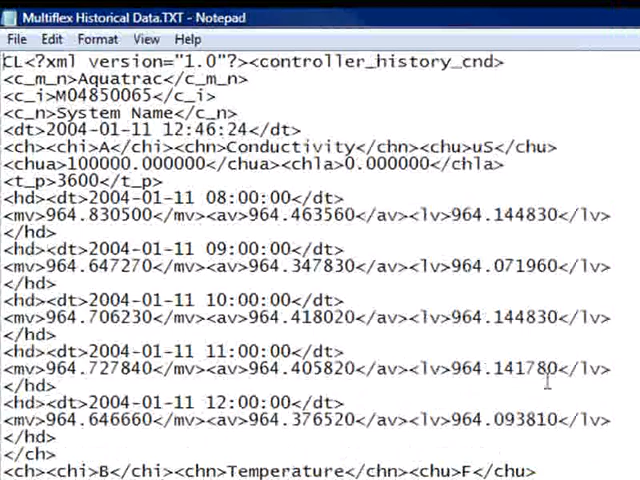 Multiflex Historical Data.TXT - Notepad
File Edit Format View Help
CL<?xml version="1.0"?><controller_history_cnd>
<c_m_n>Aquatrac</c_m_n>
<c_i>M04850065</c_i>
<c_n>System Name</c_n>
<dt>2004-01-11 12:46:24</dt>
<ch><chi>A</chi><chn>Conductivity</chn><chu>uS</chu>
<chua>100000.000000</chua><chla>0.000000</chla>
<t_p>3600</t_p>
<hd><dt>2004-01-11 08:00:00</dt>
<mv>964.830500</mv><av>964.463560</av><lv>964.144830</lv>
</hd>
<hd><dt>2004-01-11 09:00:00</dt>
<mv>964.647270</mv><av>964.347830</av><lv>964.071960</lv>
</hd>
<hd><dt>2004-01-11 10:00:00</dt>
<mv>964.706230</mv><av>964.418020</av><lv>964.144830</lv>
</hd>
<hd><dt>2004-01-11 11:00:00</dt>
<mv>964.727840</mv><av>964.405820</av><lv>964.141780</lv>
</hd>
<hd><dt>2004-01-11 12:00:00</dt>
<mv>964.646660</mv><av>964.376520</av><lv>964.093810</lv>
</hd>
</ch>
<ch><chi>B</chi><chn>Temperature</chn><chu>F</chu>